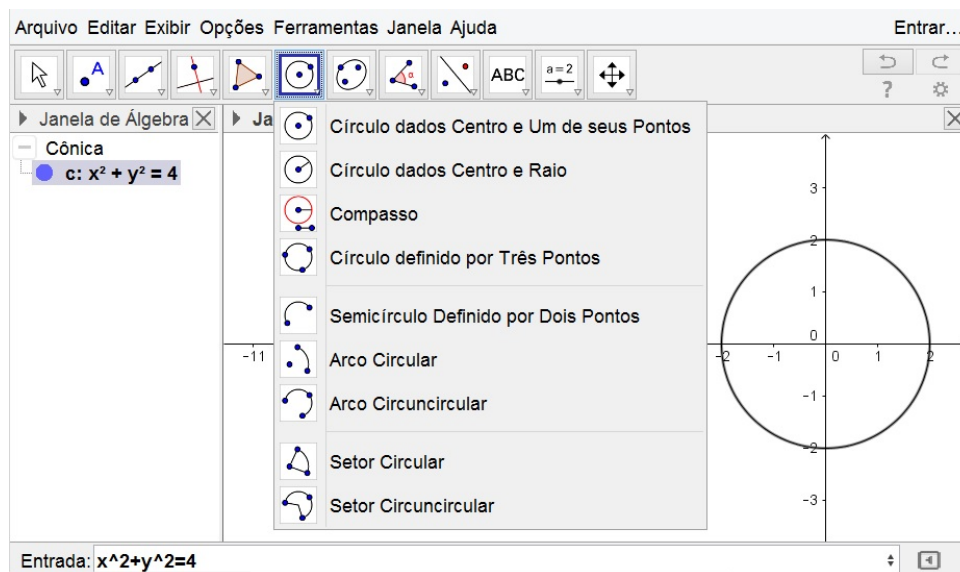 Arquivo Editar Exibir Opções Ferramentas Janela Ajuda
Entrar...
A
α
ABC
a=2
?
Janela de Álgebra
Ja
Cônica
c: x² + y² = 4
Círculo dados Centro e Um de seus Pontos
Círculo dados Centro e Raio
Compasso
Círculo definido por Três Pontos
Semicírculo Definido por Dois Pontos
Arco Circular
Arco Circuncircular
Setor Circular
Setor Circuncircular
3
2
1
0
-11 -2 -1 0 1 2
-1
-2
-3
Entrada: x^2+y^2=4